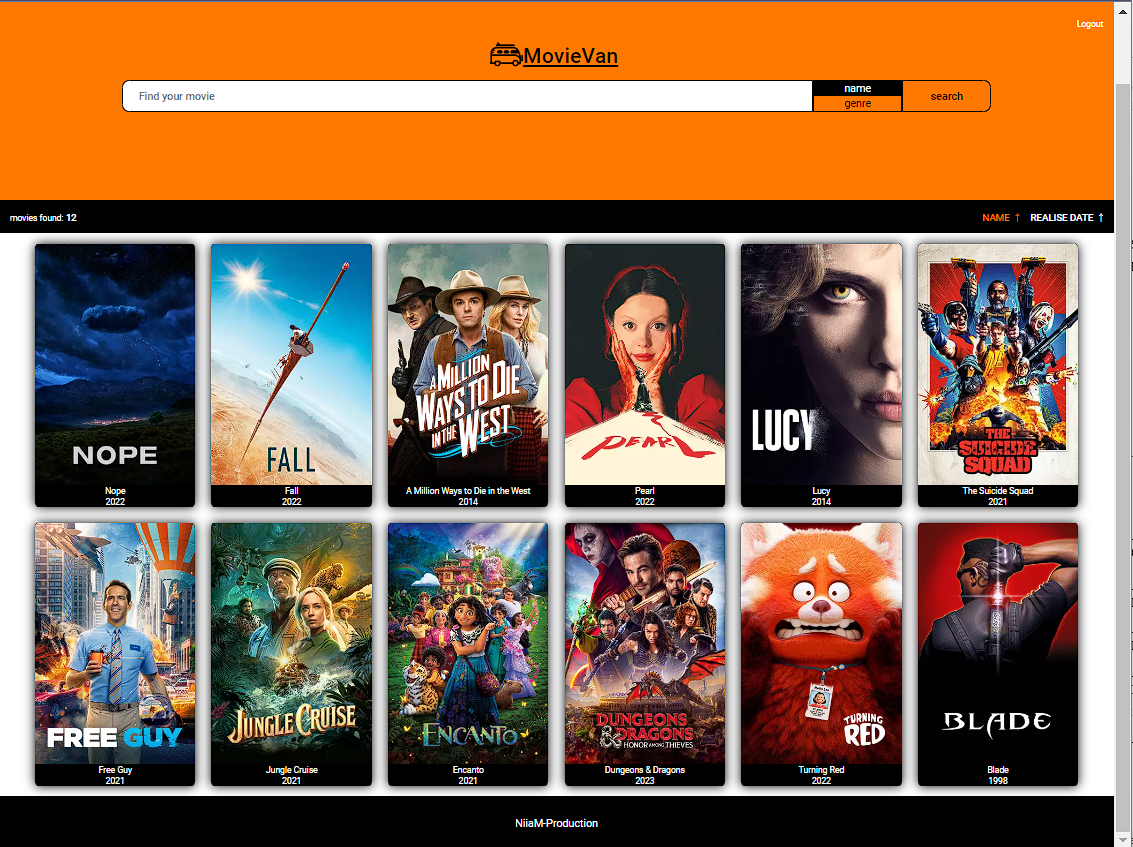 Logout
MovieVan
Find your movie
name
genre
search
movies found: 12
NAME ↑ REALISE DATE ↑
NOPE
FALL
A MILLION
WAYS TO DIE
IN THE WEST
PEARL
LUCY
THE
SUICIDE
SQUAD
Nope
2022
Fall
2022
A Million Ways to Die in the West
2014
Pearl
2022
Lucy
2014
The Suicide Squad
2021
FREE GUY
JUNGLE CRUISE
ENCANTO
DUNGEONS
& DRAGONS
HONOR AMONG THIEVES
TURNING
RED
BLADE
Free Guy
2021
Jungle Cruise
2021
Encanto
2021
Dungeons & Dragons
2023
Turning Red
2022
Blade
1998
NiiaM-Production